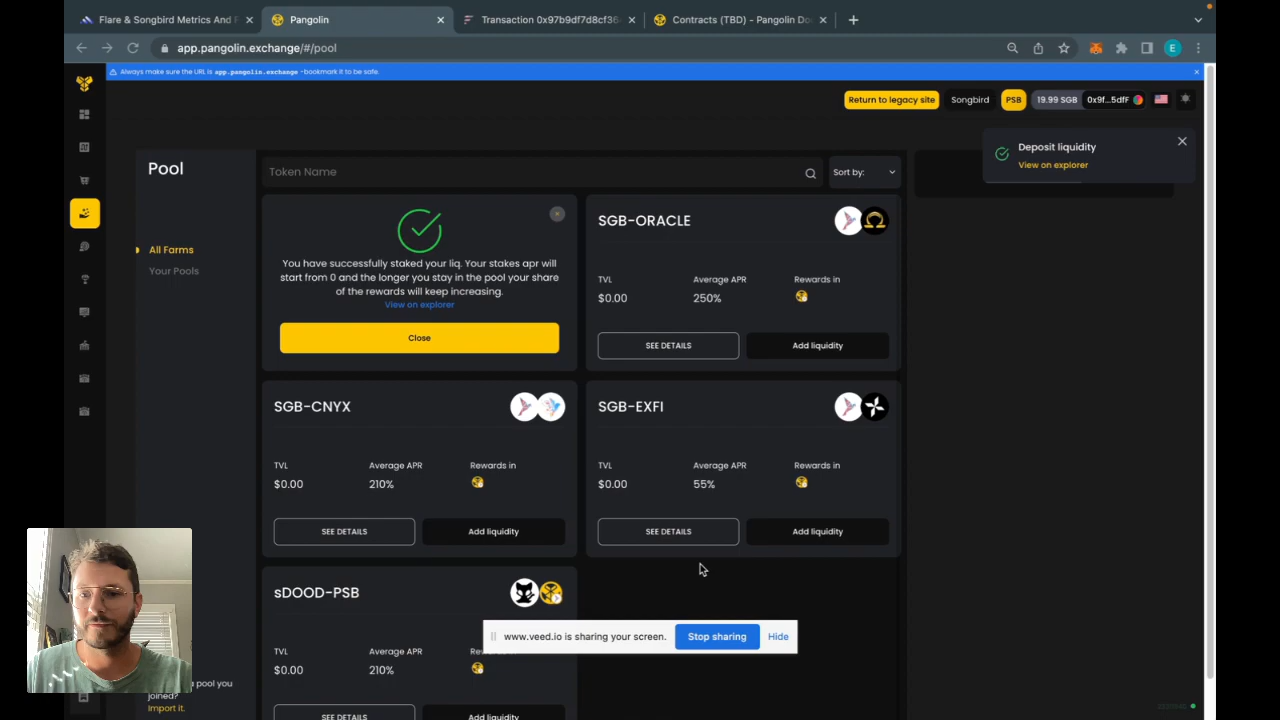 Flare & Songbird Metrics And
Pangolin
Transaction 0x97b9df7d8cf36
Contracts (TBD) - Pangolin Do
app.pangolin.exchange/#/pool
E
Always make sure the URL is app.pangolin.exchange - bookmark it to be safe.
Return to legacy site
Songbird
PSB
19.99 SGB
0x9f...5dfF
Deposit liquidity
View on explorer
Pool
All Farms
Your Pools
Token Name
Sort by:
You have successfully staked your liq. Your stakes apr will
start from 0 and the longer you stay in the pool your share
of the rewards will keep increasing.
View on explorer
Close
SGB-ORACLE
TVL Average APR Rewards in
$0.00 250%
SEE DETAILS Add liquidity
SGB-CNYX
TVL Average APR Rewards in
$0.00 210%
SEE DETAILS Add liquidity
SGB-EXFI
TVL Average APR Rewards in
$0.00 55%
SEE DETAILS Add liquidity
sDOOD-PSB
TVL Average APR
$0.00 210%
SEE DETAILS Add liquidity
www.veed.io is sharing your screen.
Stop sharing
Hide
a pool you
joined?
Import it.